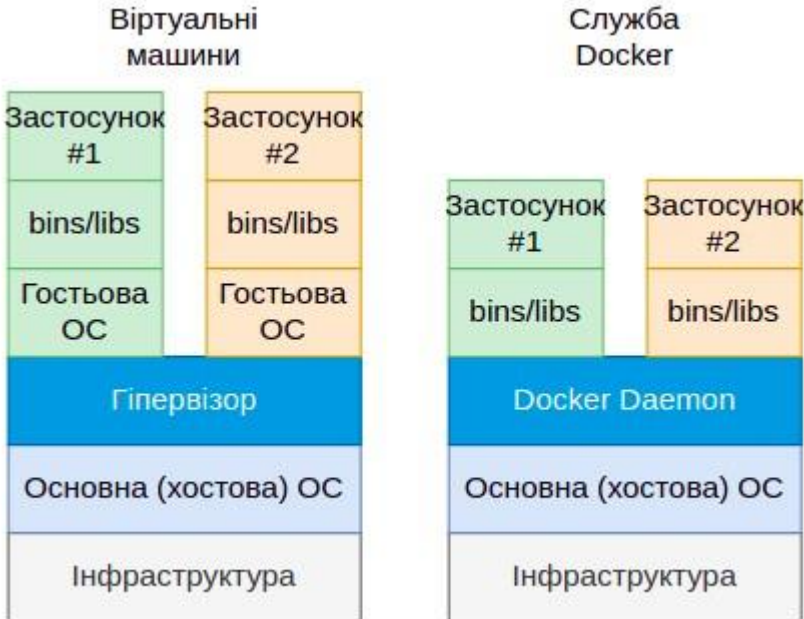 Віртуальні
машини
Застосунок
#1
Застосунок
#2
bins/libs
bins/libs
Гостьова
ОС
Гостьова
ОС
Гіпервізор
Основна (хостова) ОС
Інфраструктура
Служба
Docker
Застосунок
#1
Застосунок
#2
bins/libs
bins/libs
Docker Daemon
Основна (хостова) ОС
Інфраструктура